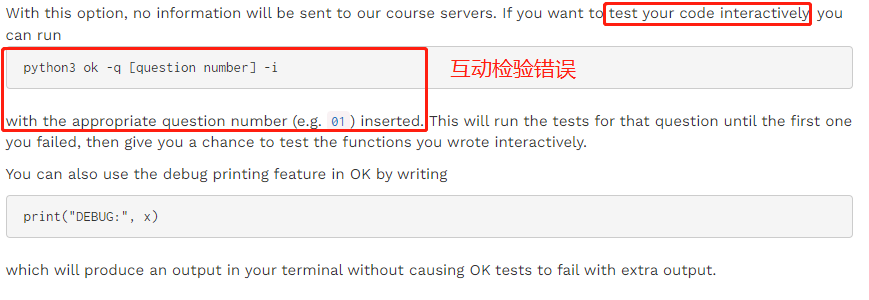 With this option, no information will be sent to our course servers. If you want to test your code interactively, you
can run
python3 ok -q [question number] -i
互动检验错误
with the appropriate question number (e.g. 01) inserted. This will run the tests for that question until the first one
you failed, then give you a chance to test the functions you wrote interactively.
You can also use the debug printing feature in OK by writing
print("DEBUG:", x)
which will produce an output in your terminal without causing OK tests to fail with extra output.